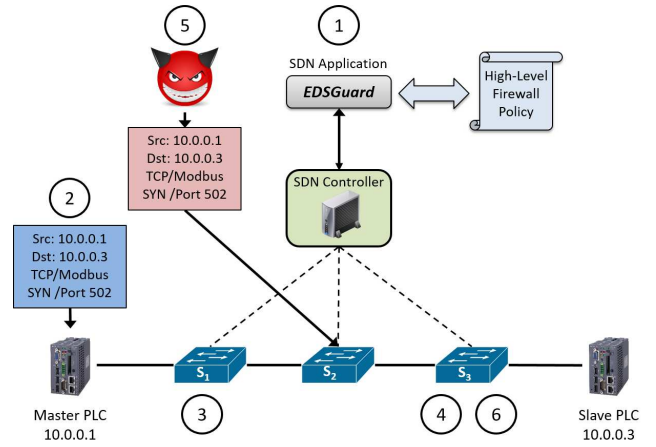 5
1
SDN Application
EDSGuard
High-Level
Firewall
Policy
Src: 10.0.0.1
Dst: 10.0.0.3
TCP/Modbus
SYN /Port 502
SDN Controller
2
Src: 10.0.0.1
Dst: 10.0.0.3
TCP/Modbus
SYN /Port 502
S1
S2
S3
Master PLC
10.0.0.1
3
4
6
Slave PLC
10.0.0.3